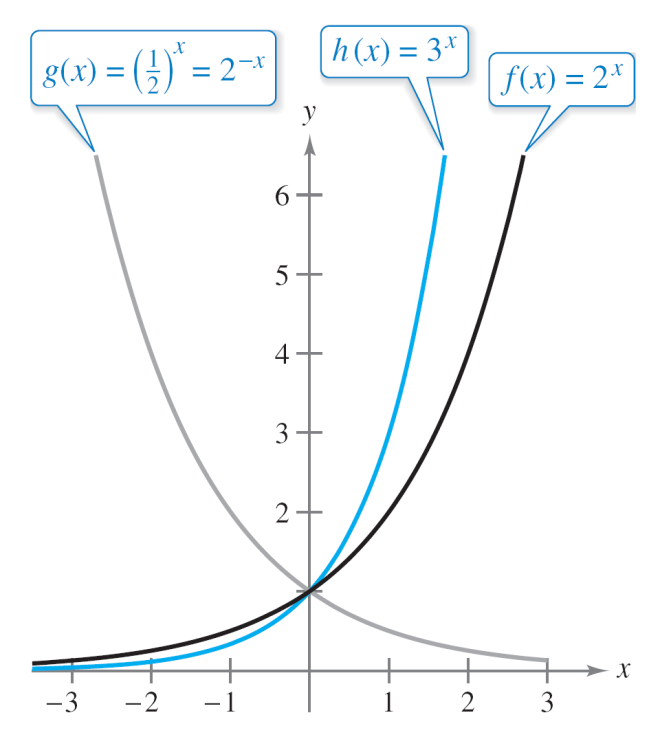 g(x) = (1/2)^x = 2^−x
h(x) = 3^x
f(x) = 2^x
y
6
5
4
3
2
x
−3 −2 −1 1 2 3